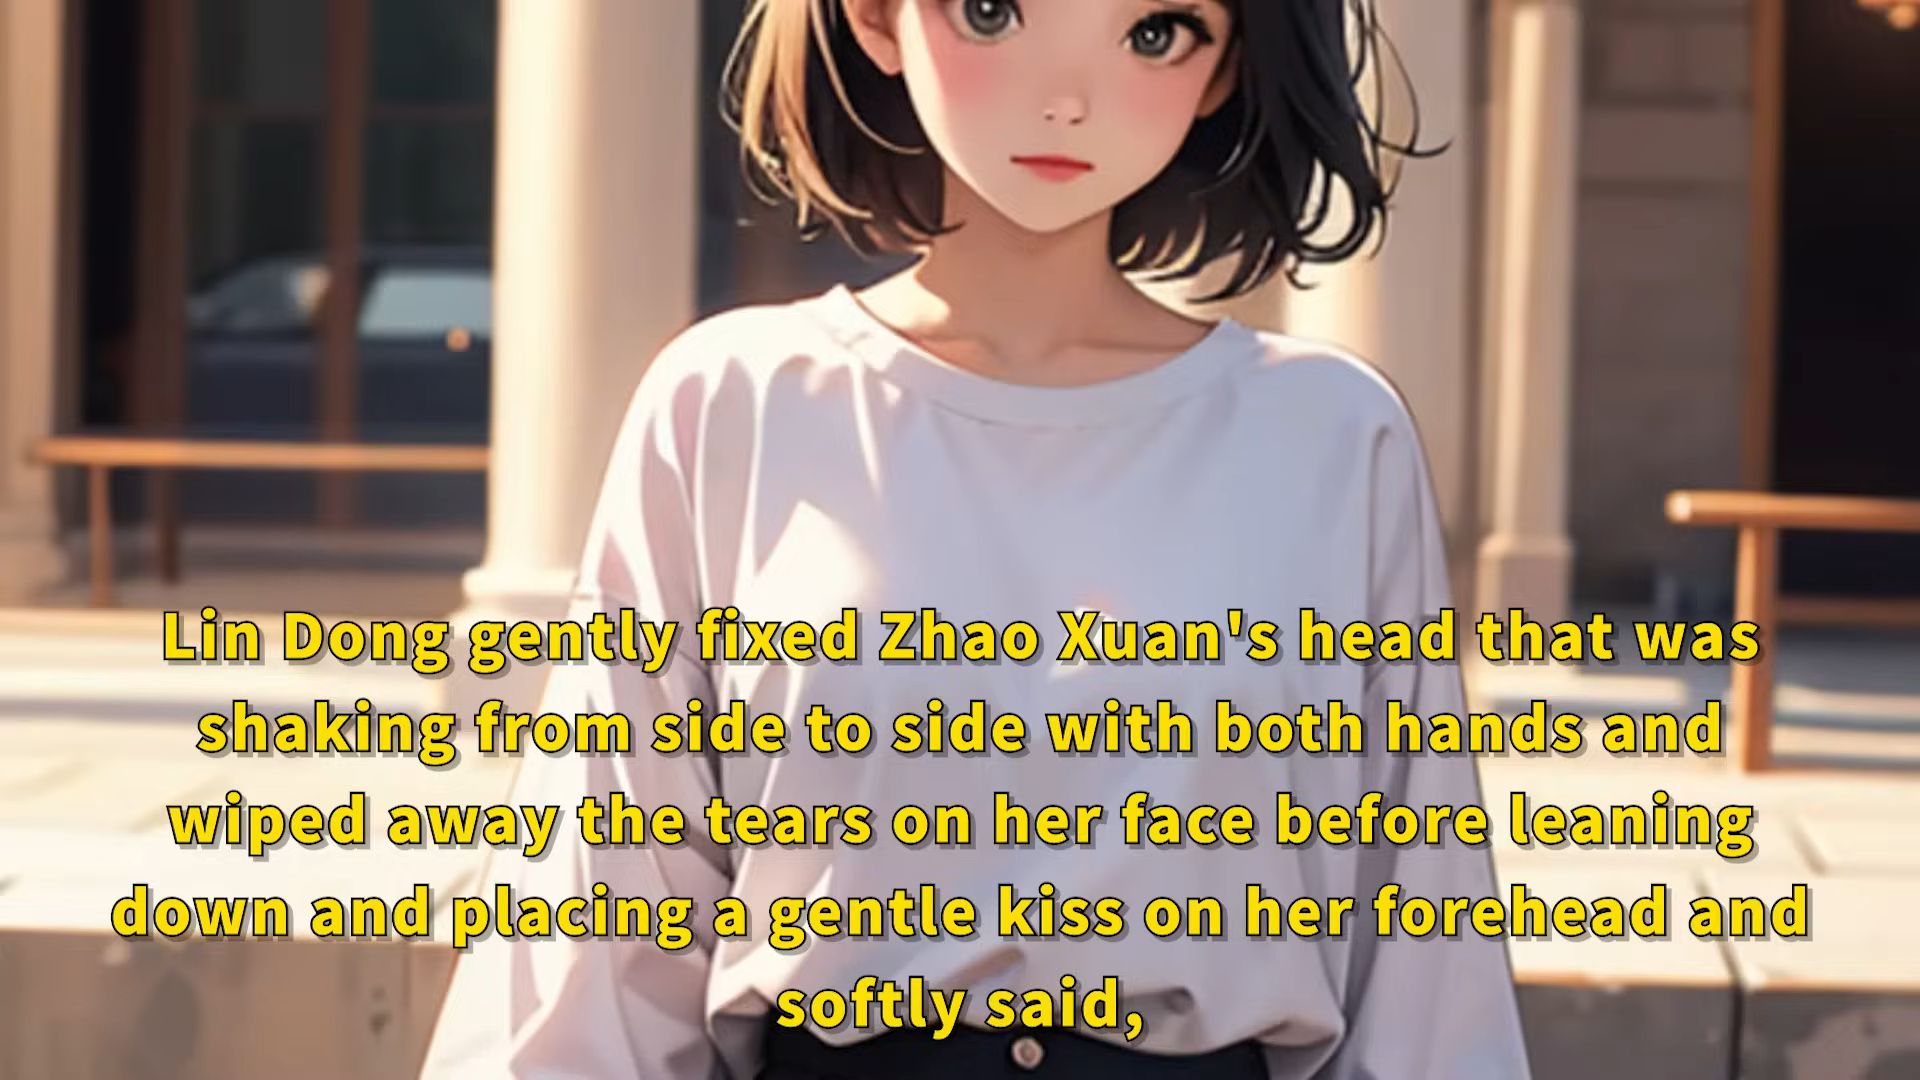 Lin Dong gently fixed Zhao Xuan's head that was
shaking from side to side with both hands and
wiped away the tears on her face before leaning
down and placing a gentle kiss on her forehead and
softly said,